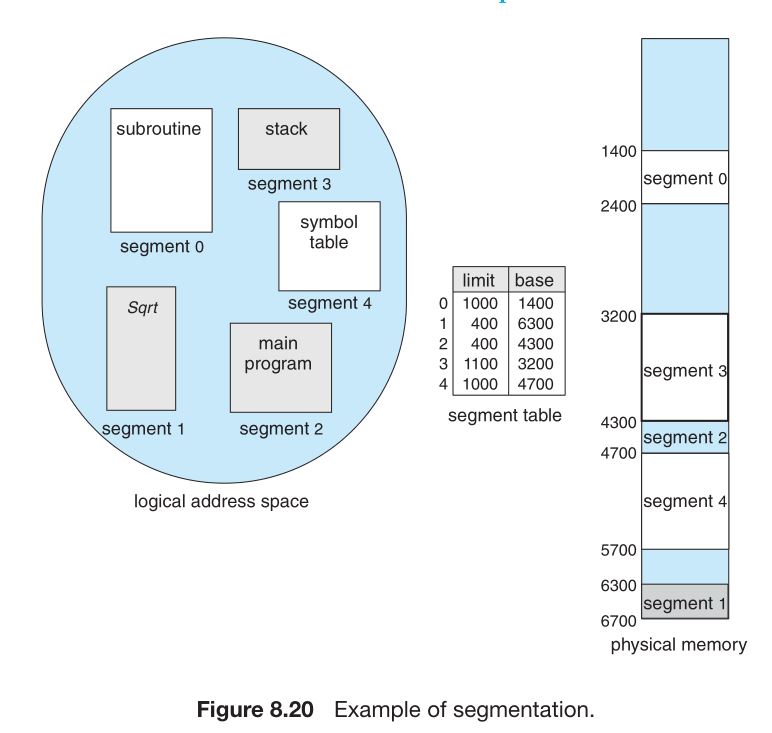 subroutine
segment 0
stack
segment 3
symbol
table
segment 4
Sqrt
segment 1
main
program
segment 2
logical address space
limit base
0 1000 1400
1 400 6300
2 400 4300
3 1100 3200
4 1000 4700
segment table
1400
segment 0
2400
3200
segment 3
4300
segment 2
4700
segment 4
5700
6300
segment 1
6700
physical memory
Figure 8.20 Example of segmentation.